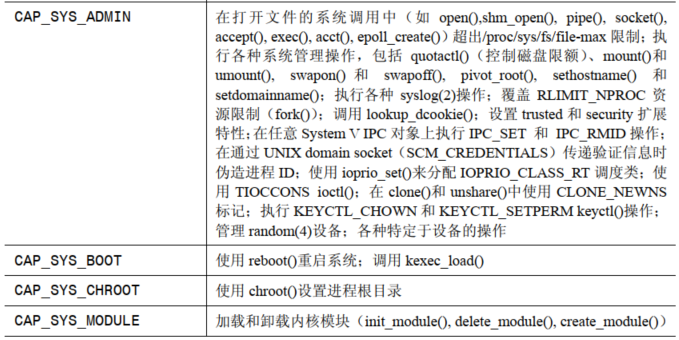 CAP_SYS_ADMIN
在打开文件的系统调用中（如 open(),shm_open(), pipe(), socket(),
accept(), exec(), acct(), epoll_create()）超出/proc/sys/fs/file-max 限制；执
行各种系统管理操作，包括 quotactl()（控制磁盘限额）、mount()和
umount(), swapon() 和 swapoff(), pivot_root(), sethostname() 和
setdomainname()；执行各种 syslog(2)操作；覆盖 RLIMIT_NPROC 资
源限制（fork()）；调用 lookup_dcookie()；设置 trusted 和 security 扩展
特性；在任意 System V IPC 对象上执行 IPC_SET 和 IPC_RMID 操作；
在通过 UNIX domain socket（SCM_CREDENTIALS）传递验证信息时
伪造进程 ID；使用 ioprio_set()来分配 IOPRIO_CLASS_RT 调度类；使
用 TIOCCONS ioctl()；在 clone()和 unshare()中使用 CLONE_NEWNS
标记；执行 KEYCTL_CHOWN 和 KEYCTL_SETPERM keyctl()操作；
管理 random(4)设备；各种特定于设备的操作
CAP_SYS_BOOT
使用 reboot()重启系统；调用 kexec_load()
CAP_SYS_CHROOT
使用 chroot()设置进程根目录
CAP_SYS_MODULE
加载和卸载内核模块（init_module(), delete_module(), create_module()）